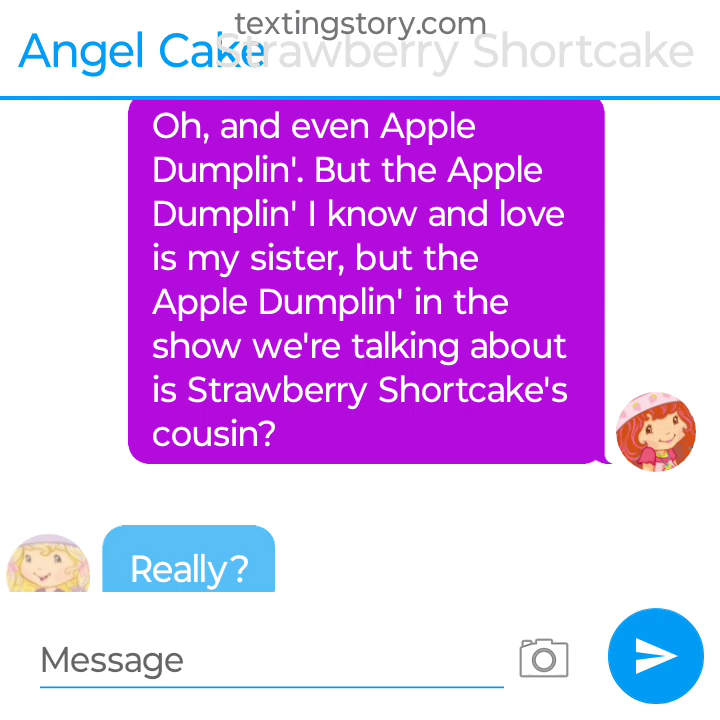 textingstory.com
Angel Cake Strawberry Shortcake
Oh, and even Apple
Dumplin'. But the Apple
Dumplin' I know and love
is my sister, but the
Apple Dumplin' in the
show we're talking about
is Strawberry Shortcake's
cousin?
Really?
Message